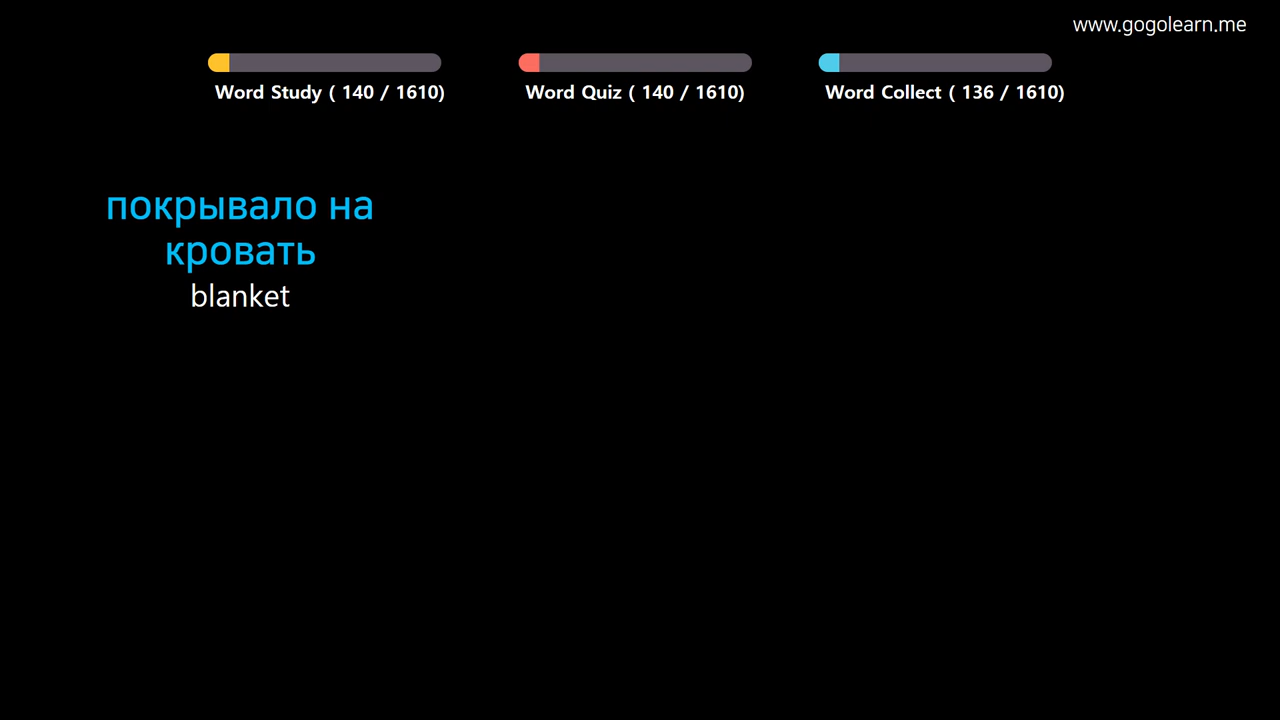 www.gogolearn.me
Word Study ( 140 / 1610)
Word Quiz ( 140 / 1610)
Word Collect ( 136 / 1610)
покрывало на
кровать
blanket